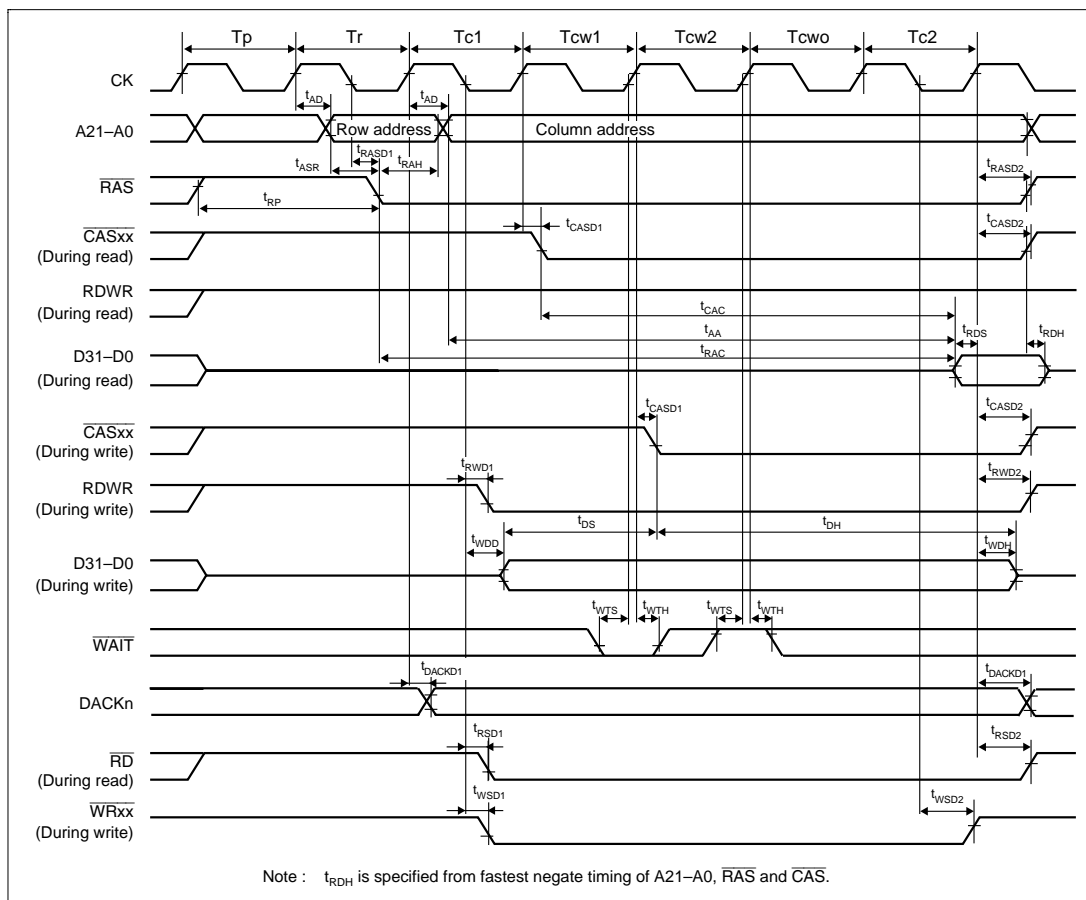 Tp Tr Tc1 Tcw1 Tcw2 Tcwo Tc2
CK
tAD tAD
A21–A0 Row address Column address
tRASD1
tASR tRAH tRASD2
RAS
tRP
tCASD1 tCASD2
CASxx
(During read)
RDWR
(During read)
tCAC
tAA
tRDS tRDH
tRAC
D31–D0
(During read)
tCASD1 tCASD2
CASxx
(During write)
tRWD1 tRWD2
RDWR
(During write)
tDS tDH
tWDD tWDH
D31–D0
(During write)
tWTS tWTH tWTS tWTH
WAIT
tDACKD1 tDACKD1
DACKn
tRSD1 tRSD2
RD
(During read)
tWSD1 tWSD2
WRxx
(During write)
Note : tRDH is specified from fastest negate timing of A21–A0, RAS and CAS.